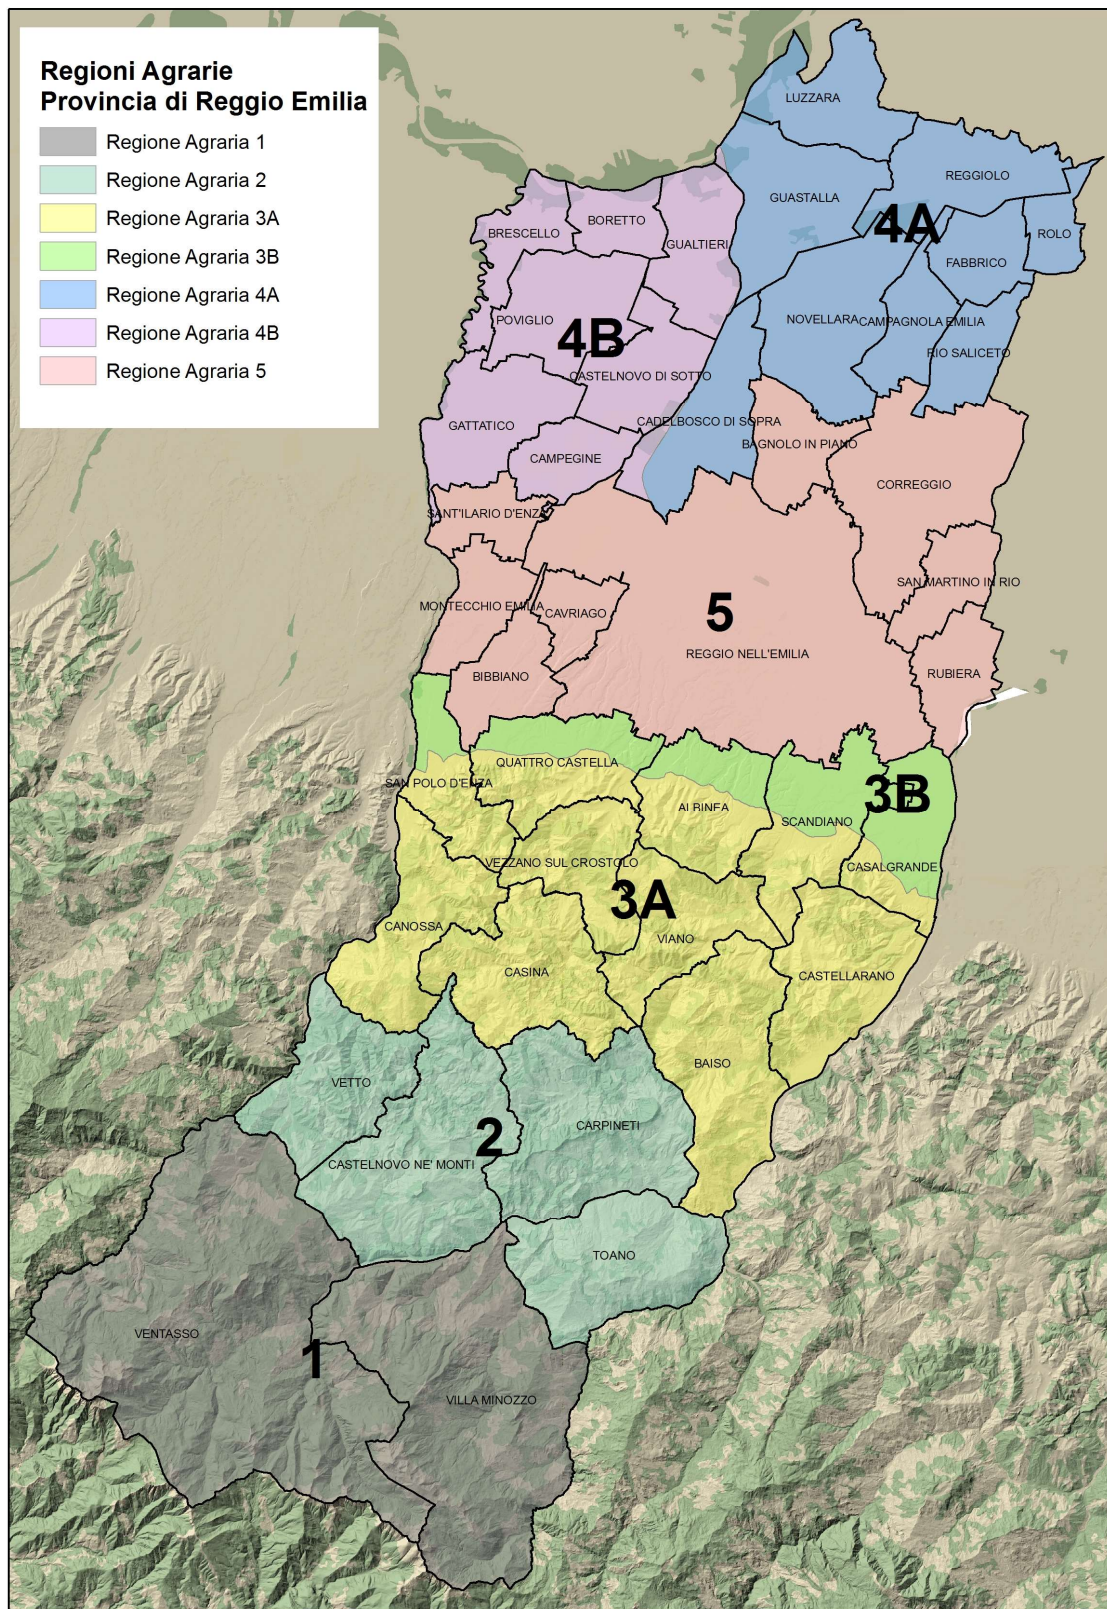 Regioni Agrarie
Provincia di Reggio Emilia
Regione Agraria 1
Regione Agraria 2
Regione Agraria 3A
Regione Agraria 3B
Regione Agraria 4A
Regione Agraria 4B
Regione Agraria 5
LUZZARA
REGGIOLO
GUASTALLA
4A
ROLO
BORETTO
BRESCELLO
GUALTIERI
FABBRICO
POVIGLIO
4B
NOVELLARA
CAMPAGNOLA EMILIA
RIO SALICETO
CASTELNOVO DI SOTTO
CADELBOSCO DI SOPRA
GATTATICO
BAGNOLO IN PIANO
CAMPEGINE
CORREGGIO
SANT'ILARIO D'ENZA
SAN MARTINO IN RIO
MONTECCHIO EMILIA
CAVRIAGO
5
REGGIO NELL'EMILIA
BIBBIANO
RUBIERA
QUATTRO CASTELLA
SAN POLO D'ENZA
3B
ALBINEA
SCANDIANO
VEZZANO SUL CROSTOLO
CASALGRANDE
3A
CANOSSA
VIANO
CASINA
CASTELLARANO
BAISO
VETTO
CARPINETI
2
CASTELNOVO NE' MONTI
TOANO
VENTASSO
1
VILLA MINOZZO